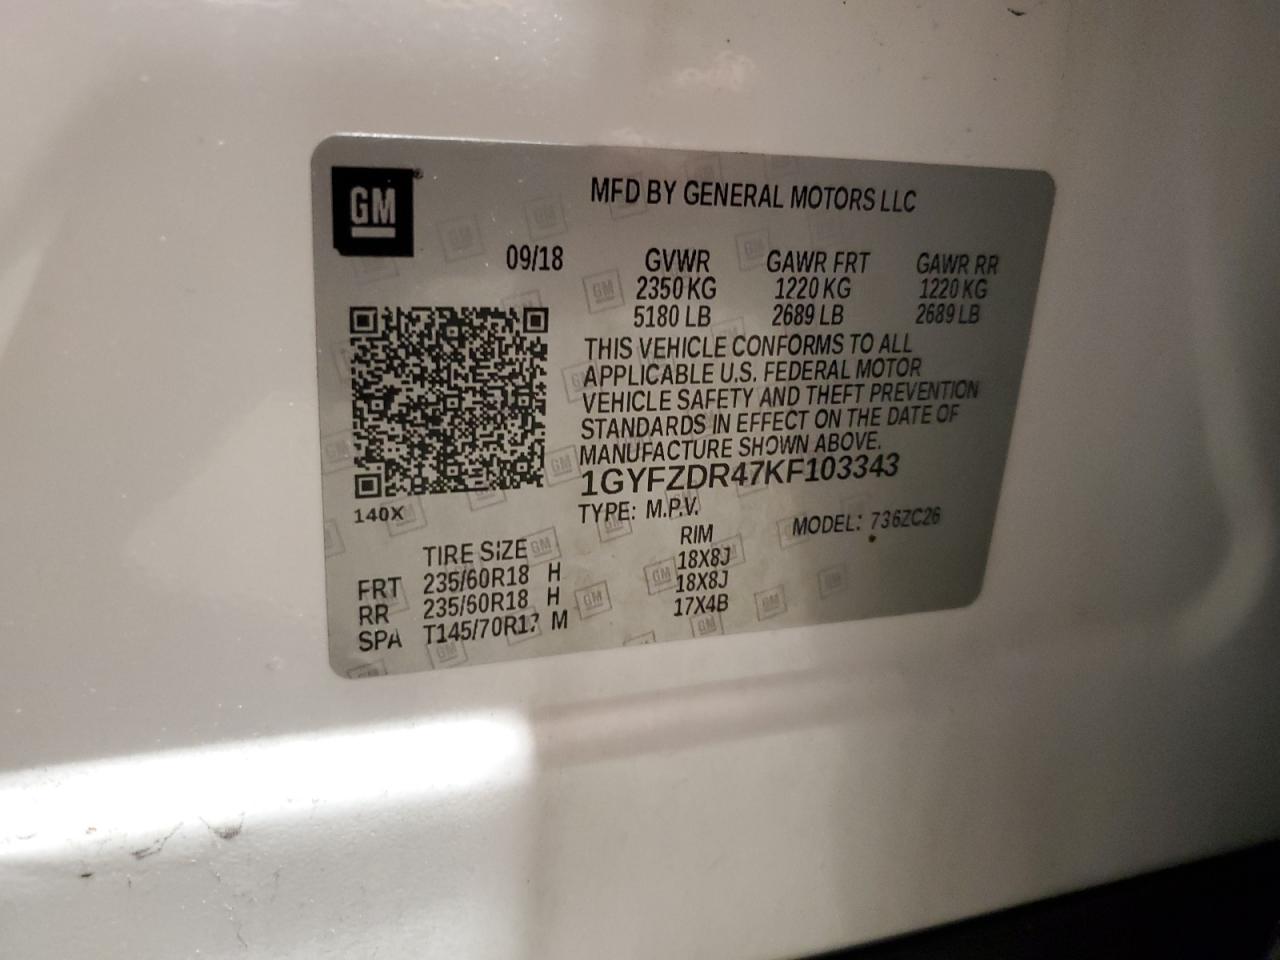 GM
MFD BY GENERAL MOTORS LLC
09/18
GVWR GAWR FRT GAWR RR
2350 KG 1220 KG 1220 KG
5180 LB 2689 LB 2689 LB
THIS VEHICLE CONFORMS TO ALL
APPLICABLE U.S. FEDERAL MOTOR
VEHICLE SAFETY AND THEFT PREVENTION
STANDARDS IN EFFECT ON THE DATE OF
MANUFACTURE SHOWN ABOVE.
1GYFZDR47KF103343
140X
TYPE: M.P.V. MODEL: 736ZC26
TIRE SIZE RIM
FRT 235/60R18 H 18X8J
RR 235/60R18 H 18X8J
SPA T145/70R17 M 17X4B